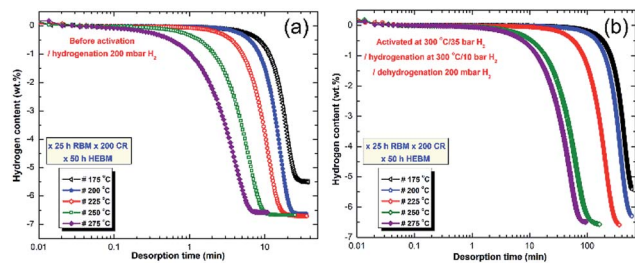 (a)
Before activation
/ hydrogenation 200 mbar H2
x 25 h RBM x 200 CR
x 50 h HEBM
# 175 °C
# 200 °C
# 225 °C
# 250 °C
# 275 °C
Hydrogen content (wt.%)
0
-1
-2
-3
-4
-5
-6
-7
0.01
0.1
1
10
Desorption time (min)
(b)
Activated at 300 °C/35 bar H2
/ hydrogenation at 300 °C/10 bar H2
/ dehydrogenation 200 mbar H2
x 25 h RBM x 200 CR
x 50 h HEBM
# 175 °C
# 200 °C
# 225 °C
# 250 °C
# 275 °C
Hydrogen content (wt.%)
0
-1
-2
-3
-4
-5
-6
-7
0.01
0.1
1
10
100
Desorption time (min)